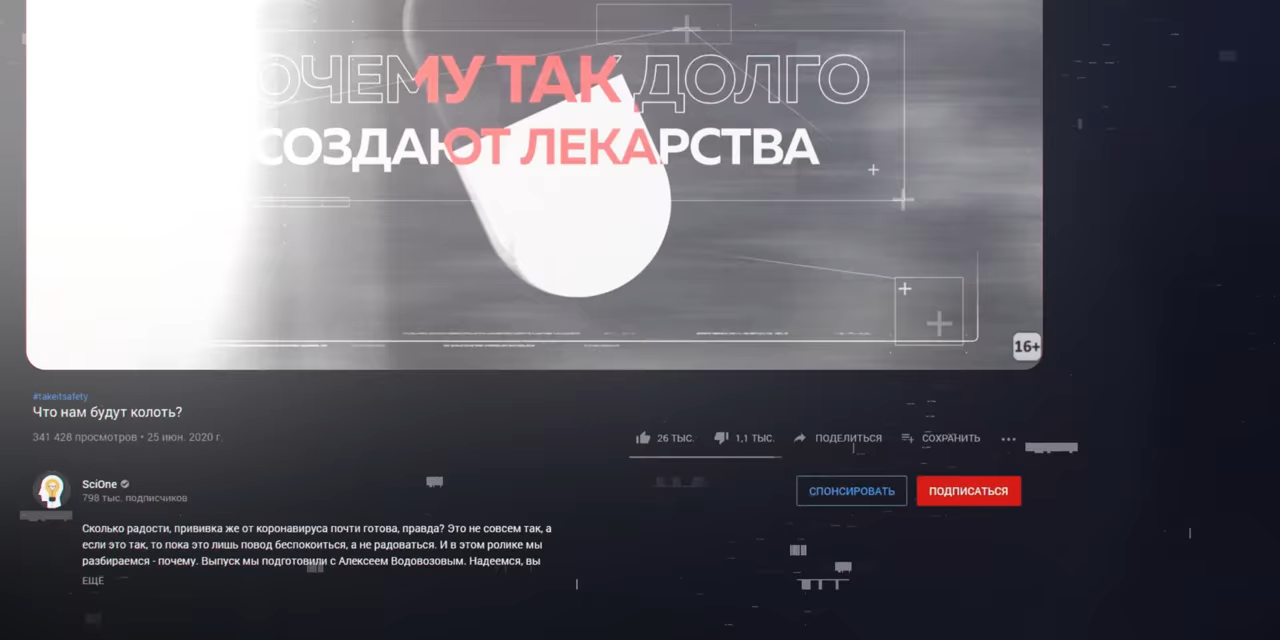 ОЧЕМУ ТАК ДОЛГО
СОЗДАЮТ ЛЕКАРСТВА
16+
#takeitsafety
Что нам будут колоть?
341 428 просмотров • 25 июн. 2020 г.
26 ТЫС. 1,1 ТЫС. ПОДЕЛИТЬСЯ СОХРАНИТЬ
SciOne
798 тыс. подписчиков
СПОНСИРОВАТЬ ПОДПИСАТЬСЯ
Сколько радости, прививка же от коронавируса почти готова, правда? Это не совсем так, а
если это так, то пока это лишь повод беспокоиться, а не радоваться. И в этом ролике мы
разбираемся - почему. Выпуск мы подготовили с Алексеем Водовозовым. Надеемся, вы
ЕЩЁ